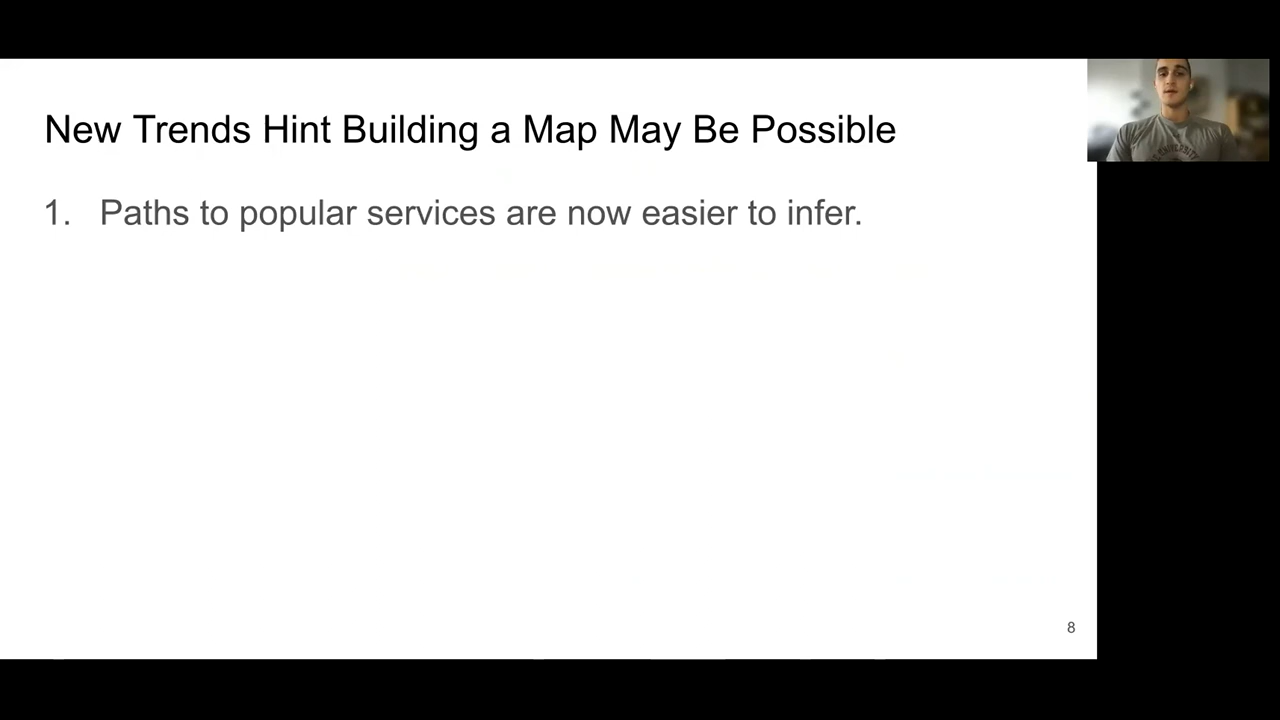 New Trends Hint Building a Map May Be Possible
1. Paths to popular services are now easier to infer.
UNIVERSITY
8